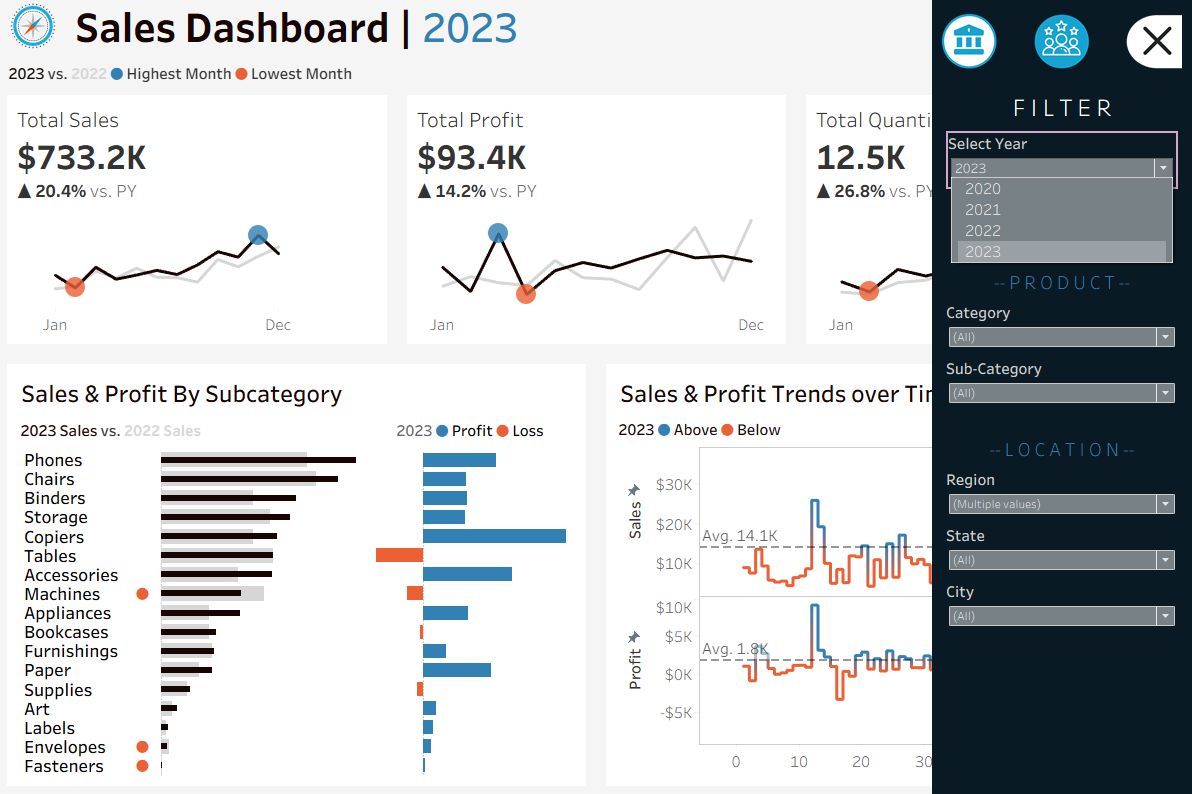 Sales Dashboard | 2023
2023 vs. 2022 Highest Month Lowest Month
Total Sales
$733.2K
▲ 20.4% vs. PY
Jan Dec
Total Profit
$93.4K
▲ 14.2% vs. PY
Jan Dec
Total Quanti
12.5K
▲ 26.8% vs. PY
Jan
Sales & Profit By Subcategory
2023 Sales vs. 2022 Sales
2023 Profit Loss
Phones
Chairs
Binders
Storage
Copiers
Tables
Accessories
Machines
Appliances
Bookcases
Furnishings
Paper
Supplies
Art
Labels
Envelopes
Fasteners
Sales & Profit Trends over Tim
2023 Above Below
Sales
$30K
$20K
$10K
Avg. 14.1K
Profit
$10K
$5K
$0K
-$5K
Avg. 1.8K
0 10 20 30
FILTER
Select Year
2023
2020
2021
2022
2023
--PRODUCT--
Category
(All)
Sub-Category
(All)
--LOCATION--
Region
(Multiple values)
State
(All)
City
(All)